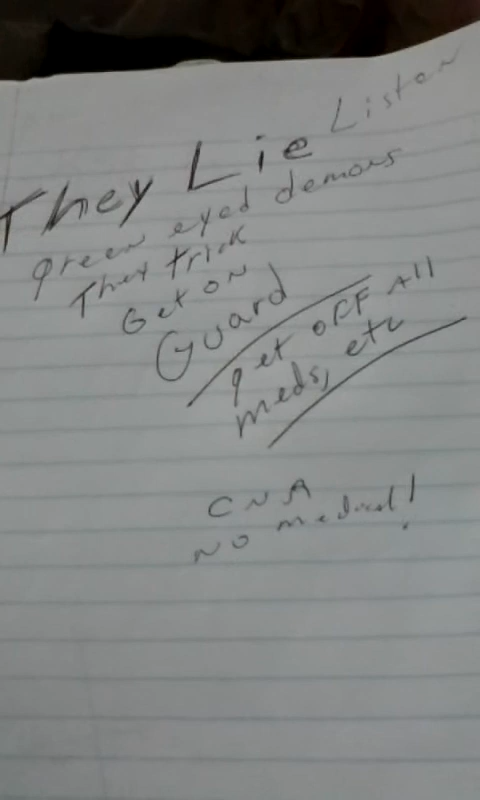 Listen
They Lie
green eyed demons
They trick
Get on
Guard
get OFF All
meds, etc
CNA
NO medical!